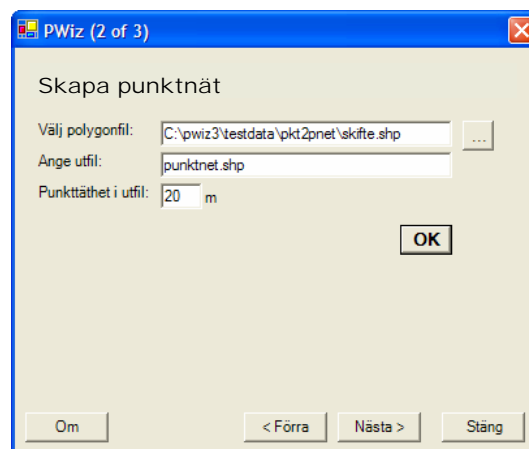 PWiz (2 of 3)
Skapa punktnät
Välj polygonfil: C:\pwiz3\testdata\pkt2pnet\skifte.shp ...
Ange utfil: punktnet.shp
Punkttäthet i utfil: 20 m
OK
Om < Förra Nästa > Stäng